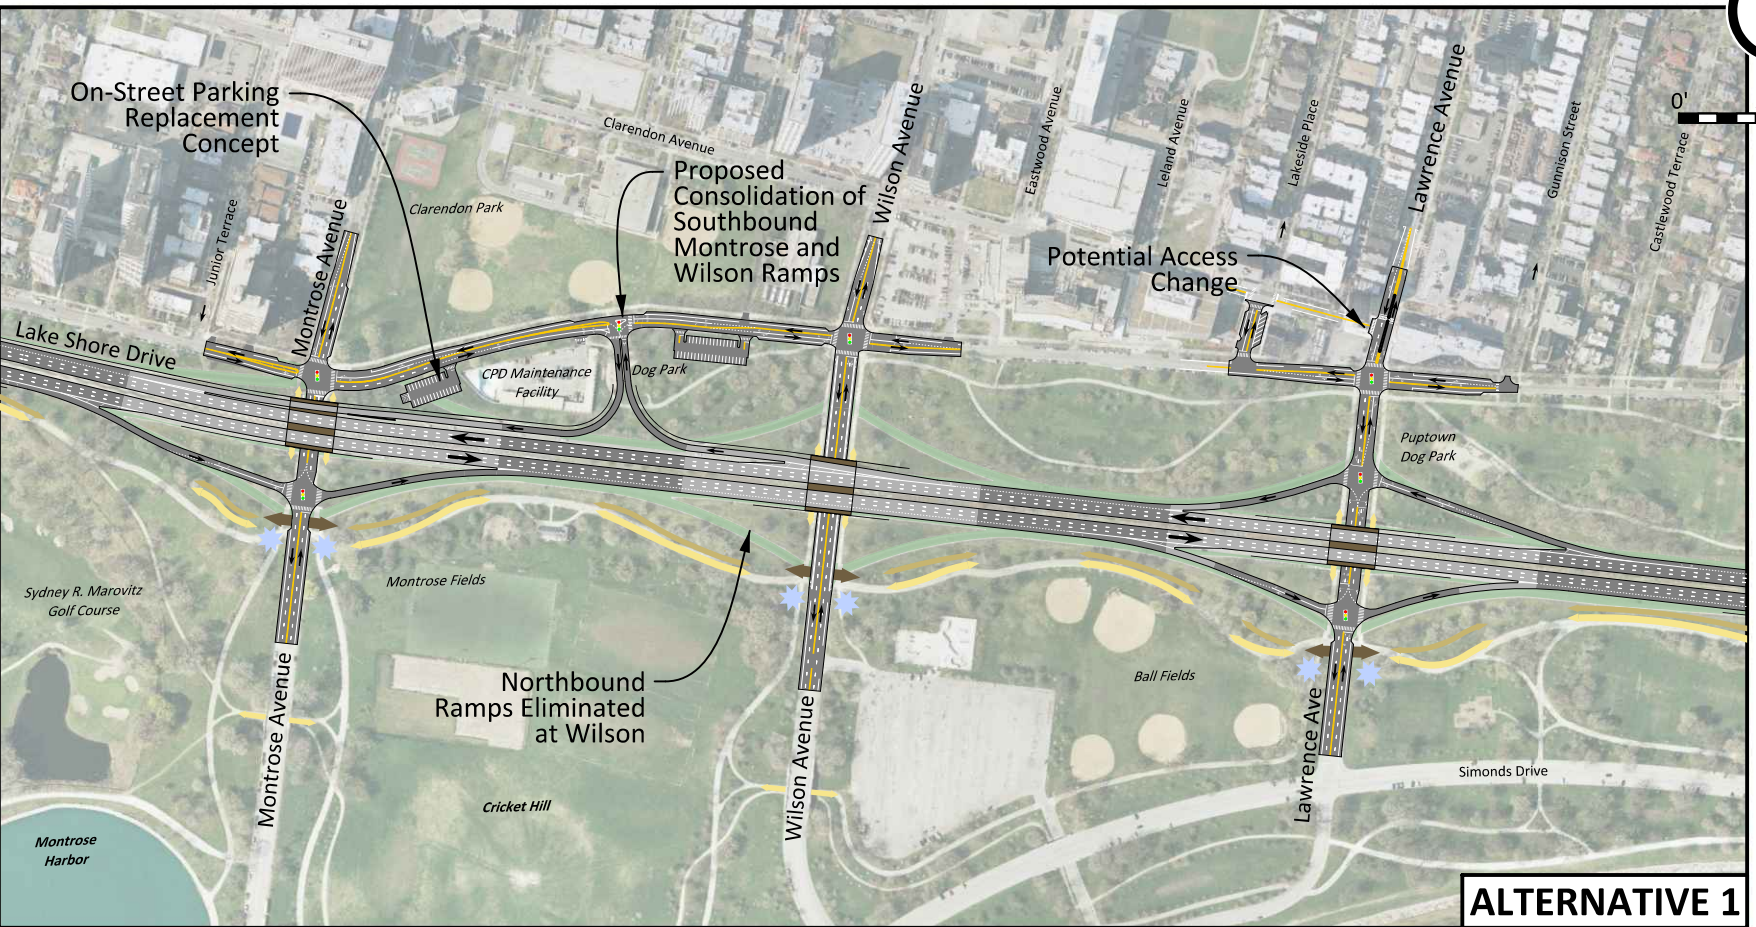 On-Street Parking
Replacement
Concept
Clarendon Avenue
Proposed
Consolidation of
Southbound
Montrose and
Wilson Ramps
Wilson Avenue
Eastwood Avenue
Leland Avenue
Lakeside Place
Lawrence Avenue
Gunnison Street
Castlewood Terrace
0'
Junior Terrace
Montrose Avenue
Clarendon Park
Potential Access
Change
Lake Shore Drive
CPD Maintenance
Facility
Dog Park
Puptown
Dog Park
Sydney R. Marovitz
Golf Course
Montrose Fields
Northbound
Ramps Eliminated
at Wilson
Ball Fields
Montrose Avenue
Wilson Avenue
Lawrence Ave
Simonds Drive
Cricket Hill
Montrose
Harbor
ALTERNATIVE 1